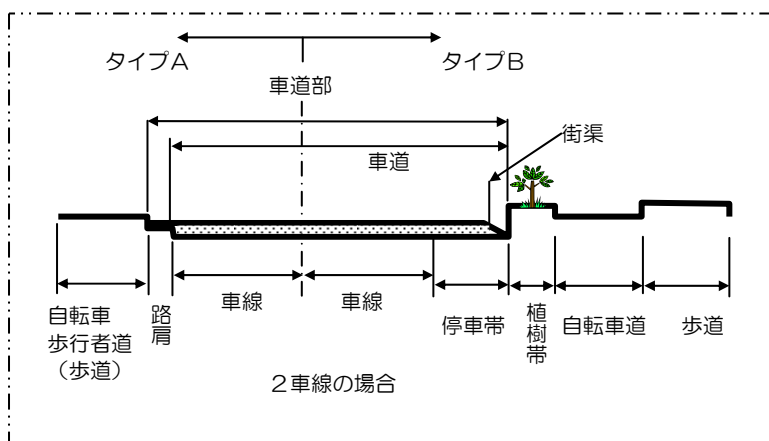 タイプA
タイプB
車道部
街渠
車道
車線
車線
自転車
歩行者道
（歩道）
路肩
停車帯
植樹帯
自転車道
歩道
２車線の場合